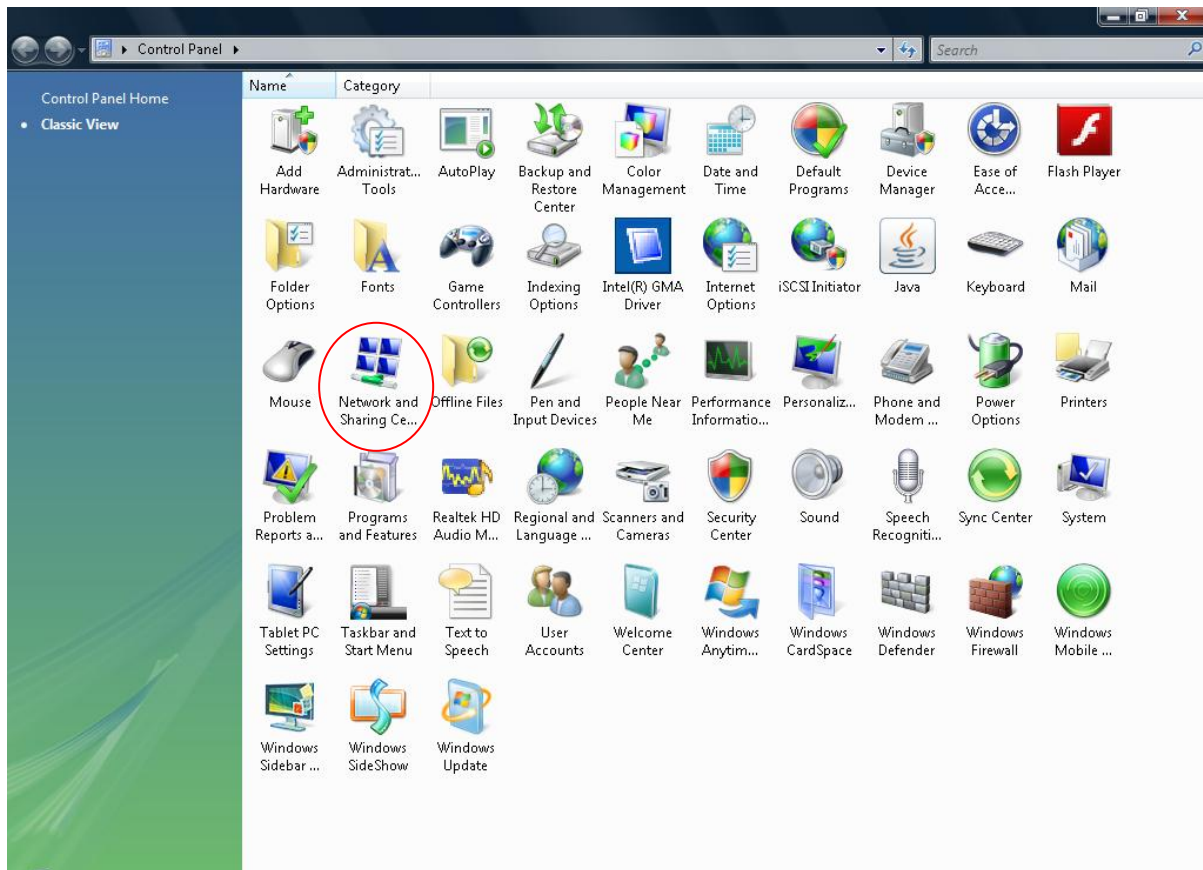 Control Panel
Search
Control Panel Home
Classic View
Name Category
Add Hardware
Administrat... Tools
AutoPlay
Backup and Restore Center
Color Management
Date and Time
Default Programs
Device Manager
Ease of Acce...
Flash Player
Folder Options
Fonts
Game Controllers
Indexing Options
Intel(R) GMA Driver
Internet Options
iSCSI Initiator
Java
Keyboard
Mail
Mouse
Network and Sharing Ce...
Offline Files
Pen and Input Devices
People Near Me
Performance Informatio...
Personaliz...
Phone and Modem ...
Power Options
Printers
Problem Reports a...
Programs and Features
Realtek HD Audio M...
Regional and Language ...
Scanners and Cameras
Security Center
Sound
Speech Recogniti...
Sync Center
System
Tablet PC Settings
Taskbar and Start Menu
Text to Speech
User Accounts
Welcome Center
Windows Anytim...
Windows CardSpace
Windows Defender
Windows Firewall
Windows Mobile ...
Windows Sidebar ...
Windows SideShow
Windows Update